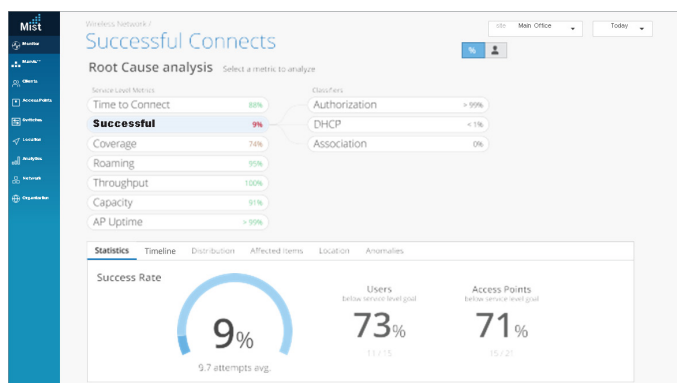 Mist
Monitor
Clients
Access Points
Switches
Location
Analytics
Network
Organization
Wireless Network /
Successful Connects
site Main Office
Today
%
Root Cause analysis Select a metric to analyze
Service Level Metrics
Classifiers
Time to Connect 88%
Authorization > 99%
Successful 9%
DHCP < 1%
Coverage 74%
Association 0%
Roaming 95%
Throughput 100%
Capacity 91%
AP Uptime > 99%
Statistics Timeline Distribution Affected Items Location Anomalies
Success Rate
9%
9.7 attempts avg.
Users
below service level goal
73%
11 / 15
Access Points
below service level goal
71%
15 / 21